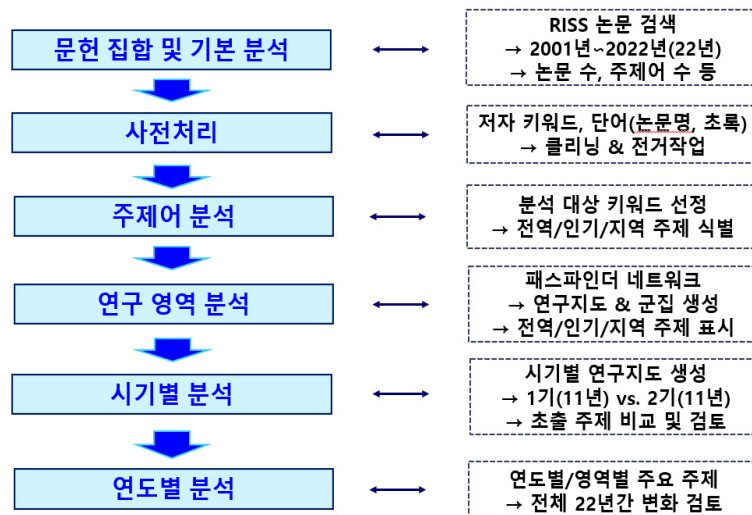 문헌 집합 및 기본 분석
RISS 논문 검색
→ 2001년~2022년(22년)
→ 논문 수, 주제어 수 등
사전처리
저자 키워드, 단어(논문명, 초록)
→ 클리닝 & 전거작업
주제어 분석
분석 대상 키워드 선정
→ 전역/인기/지역 주제 식별
연구 영역 분석
패스파인더 네트워크
→ 연구지도 & 군집 생성
→ 전역/인기/지역 주제 표시
시기별 분석
시기별 연구지도 생성
→ 1기(11년) vs. 2기(11년)
→ 초출 주제 비교 및 검토
연도별 분석
연도별/영역별 주요 주제
→ 전체 22년간 변화 검토